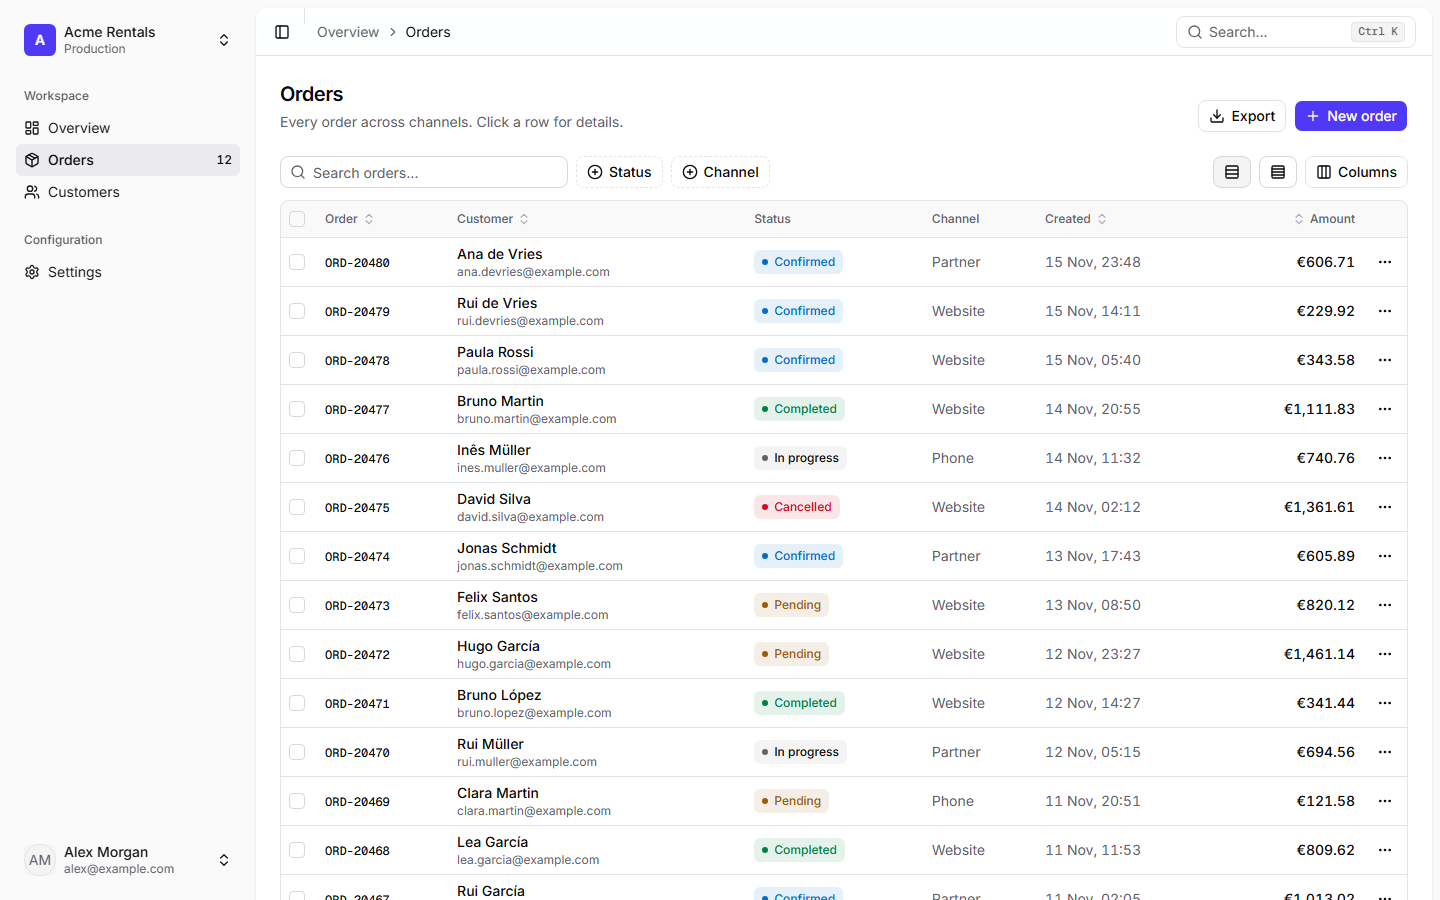 A
Acme Rentals
Production
Workspace
Overview
Orders 12
Customers
Configuration
Settings
AM
Alex Morgan
alex@example.com
Overview > Orders
Search... Ctrl K
Orders
Every order across channels. Click a row for details.
Export
New order
Search orders...
Status
Channel
Columns
Order Customer Status Channel Created Amount
ORD-20480 Ana de Vries Confirmed Partner 15 Nov, 23:48 €606.71
ana.devries@example.com
ORD-20479 Rui de Vries Confirmed Website 15 Nov, 14:11 €229.92
rui.devries@example.com
ORD-20478 Paula Rossi Confirmed Website 15 Nov, 05:40 €343.58
paula.rossi@example.com
ORD-20477 Bruno Martin Completed Website 14 Nov, 20:55 €1,111.83
bruno.martin@example.com
ORD-20476 Inês Müller In progress Phone 14 Nov, 11:32 €740.76
ines.muller@example.com
ORD-20475 David Silva Cancelled Website 14 Nov, 02:12 €1,361.61
david.silva@example.com
ORD-20474 Jonas Schmidt Confirmed Partner 13 Nov, 17:43 €605.89
jonas.schmidt@example.com
ORD-20473 Felix Santos Pending Website 13 Nov, 08:50 €820.12
felix.santos@example.com
ORD-20472 Hugo García Pending Website 12 Nov, 23:27 €1,461.14
hugo.garcia@example.com
ORD-20471 Bruno López Completed Website 12 Nov, 14:27 €341.44
bruno.lopez@example.com
ORD-20470 Rui Müller In progress Partner 12 Nov, 05:15 €694.56
rui.muller@example.com
ORD-20469 Clara Martin Pending Phone 11 Nov, 20:51 €121.58
clara.martin@example.com
ORD-20468 Lea García Completed Website 11 Nov, 11:53 €809.62
lea.garcia@example.com
ORD-20467 Rui García Confirmed Partner 11 Nov, 02:05 €1,013.02